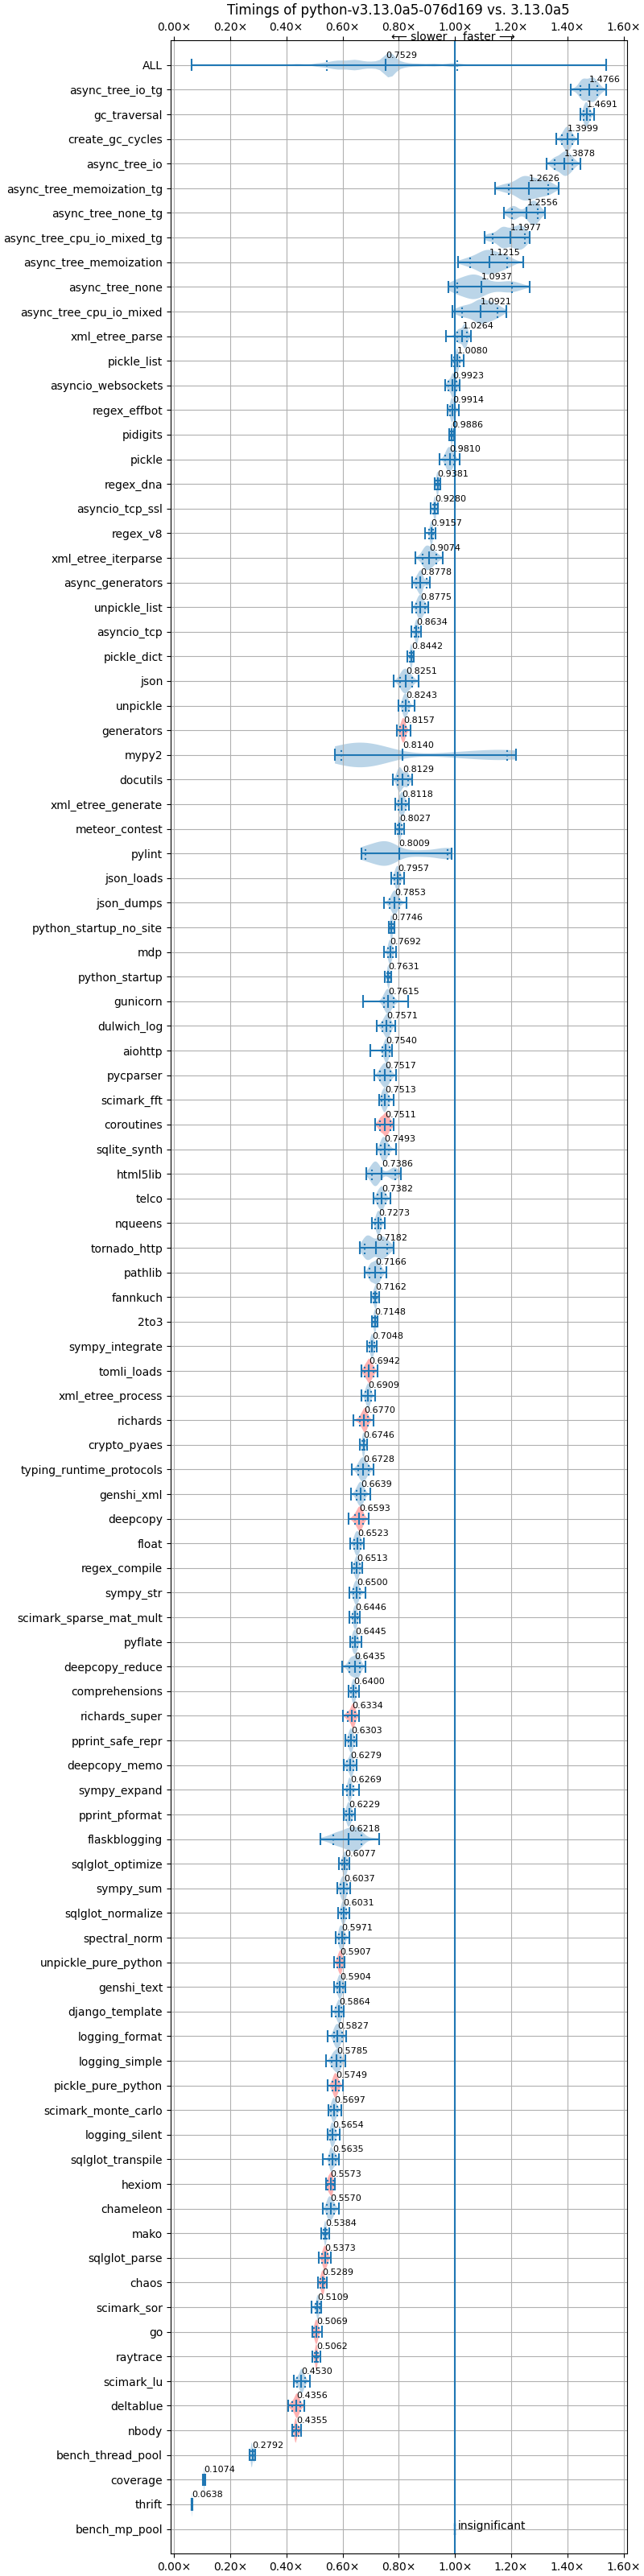 Timings of python-v3.13.0a5-076d169 vs. 3.13.0a5
0.00× 0.20× 0.40× 0.60× 0.80× 1.00× 1.20× 1.40× 1.60×
← slower faster →
ALL 0.7529
async_tree_io_tg 1.4766
gc_traversal 1.4691
create_gc_cycles 1.3999
async_tree_io 1.3878
async_tree_memoization_tg 1.2626
async_tree_none_tg 1.2556
async_tree_cpu_io_mixed_tg 1.1977
async_tree_memoization 1.1215
async_tree_none 1.0937
async_tree_cpu_io_mixed 1.0921
xml_etree_parse 1.0264
pickle_list 1.0080
asyncio_websockets 0.9923
regex_effbot 0.9914
pidigits 0.9886
pickle 0.9810
regex_dna 0.9381
asyncio_tcp_ssl 0.9280
regex_v8 0.9157
xml_etree_iterparse 0.9074
async_generators 0.8778
unpickle_list 0.8775
asyncio_tcp 0.8634
pickle_dict 0.8442
json 0.8251
unpickle 0.8243
generators 0.8157
mypy2 0.8140
docutils 0.8129
xml_etree_generate 0.8118
meteor_contest 0.8027
pylint 0.8009
json_loads 0.7957
json_dumps 0.7853
python_startup_no_site 0.7746
mdp 0.7692
python_startup 0.7631
gunicorn 0.7615
dulwich_log 0.7571
aiohttp 0.7540
pycparser 0.7517
scimark_fft 0.7513
coroutines 0.7511
sqlite_synth 0.7493
html5lib 0.7386
telco 0.7382
nqueens 0.7273
tornado_http 0.7182
pathlib 0.7166
fannkuch 0.7162
2to3 0.7148
sympy_integrate 0.7048
tomli_loads 0.6942
xml_etree_process 0.6909
richards 0.6770
crypto_pyaes 0.6746
typing_runtime_protocols 0.6728
genshi_xml 0.6639
deepcopy 0.6593
float 0.6523
regex_compile 0.6513
sympy_str 0.6500
scimark_sparse_mat_mult 0.6446
pyflate 0.6445
deepcopy_reduce 0.6435
comprehensions 0.6400
richards_super 0.6334
pprint_safe_repr 0.6303
deepcopy_memo 0.6279
sympy_expand 0.6269
pprint_pformat 0.6229
flaskblogging 0.6218
sqlglot_optimize 0.6077
sympy_sum 0.6037
sqlglot_normalize 0.6031
spectral_norm 0.5971
unpickle_pure_python 0.5907
genshi_text 0.5904
django_template 0.5864
logging_format 0.5827
logging_simple 0.5785
pickle_pure_python 0.5749
scimark_monte_carlo 0.5697
logging_silent 0.5654
sqlglot_transpile 0.5635
hexiom 0.5573
chameleon 0.5570
mako 0.5384
sqlglot_parse 0.5373
chaos 0.5289
scimark_sor 0.5109
go 0.5069
raytrace 0.5062
scimark_lu 0.4530
deltablue 0.4356
nbody 0.4355
bench_thread_pool 0.2792
coverage 0.1074
thrift 0.0638
bench_mp_pool insignificant
0.00× 0.20× 0.40× 0.60× 0.80× 1.00× 1.20× 1.40× 1.60×